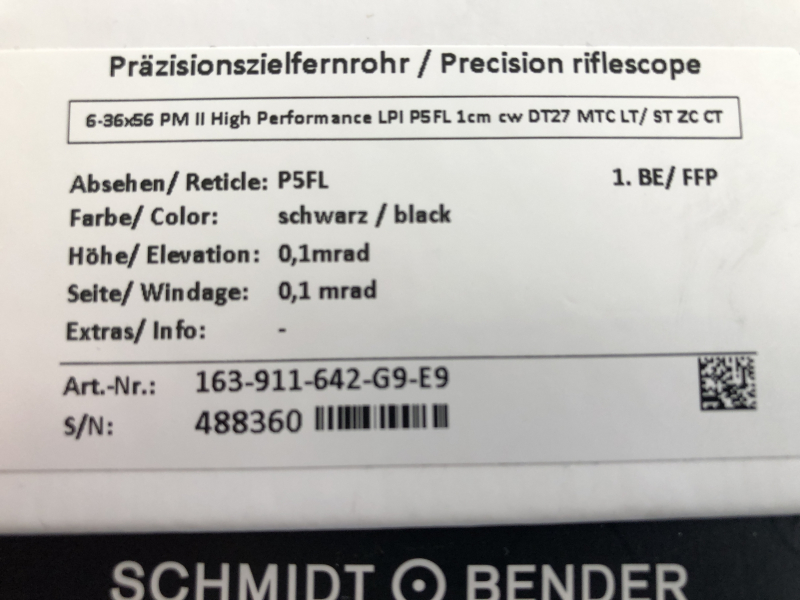 Präzisionszielfernrohr / Precision riflescope
6-36x56 PM II High Performance LPI P5FL 1cm cw DT27 MTC LT/ ST ZC CT
Absehen/ Reticle: P5FL 1. BE/ FFP
Farbe/ Color: schwarz / black
Höhe/ Elevation: 0,1mrad
Seite/ Windage: 0,1 mrad
Extras/ Info: -
Art.-Nr.: 163-911-642-G9-E9
S/N: 488360
SCHMIDT BENDER